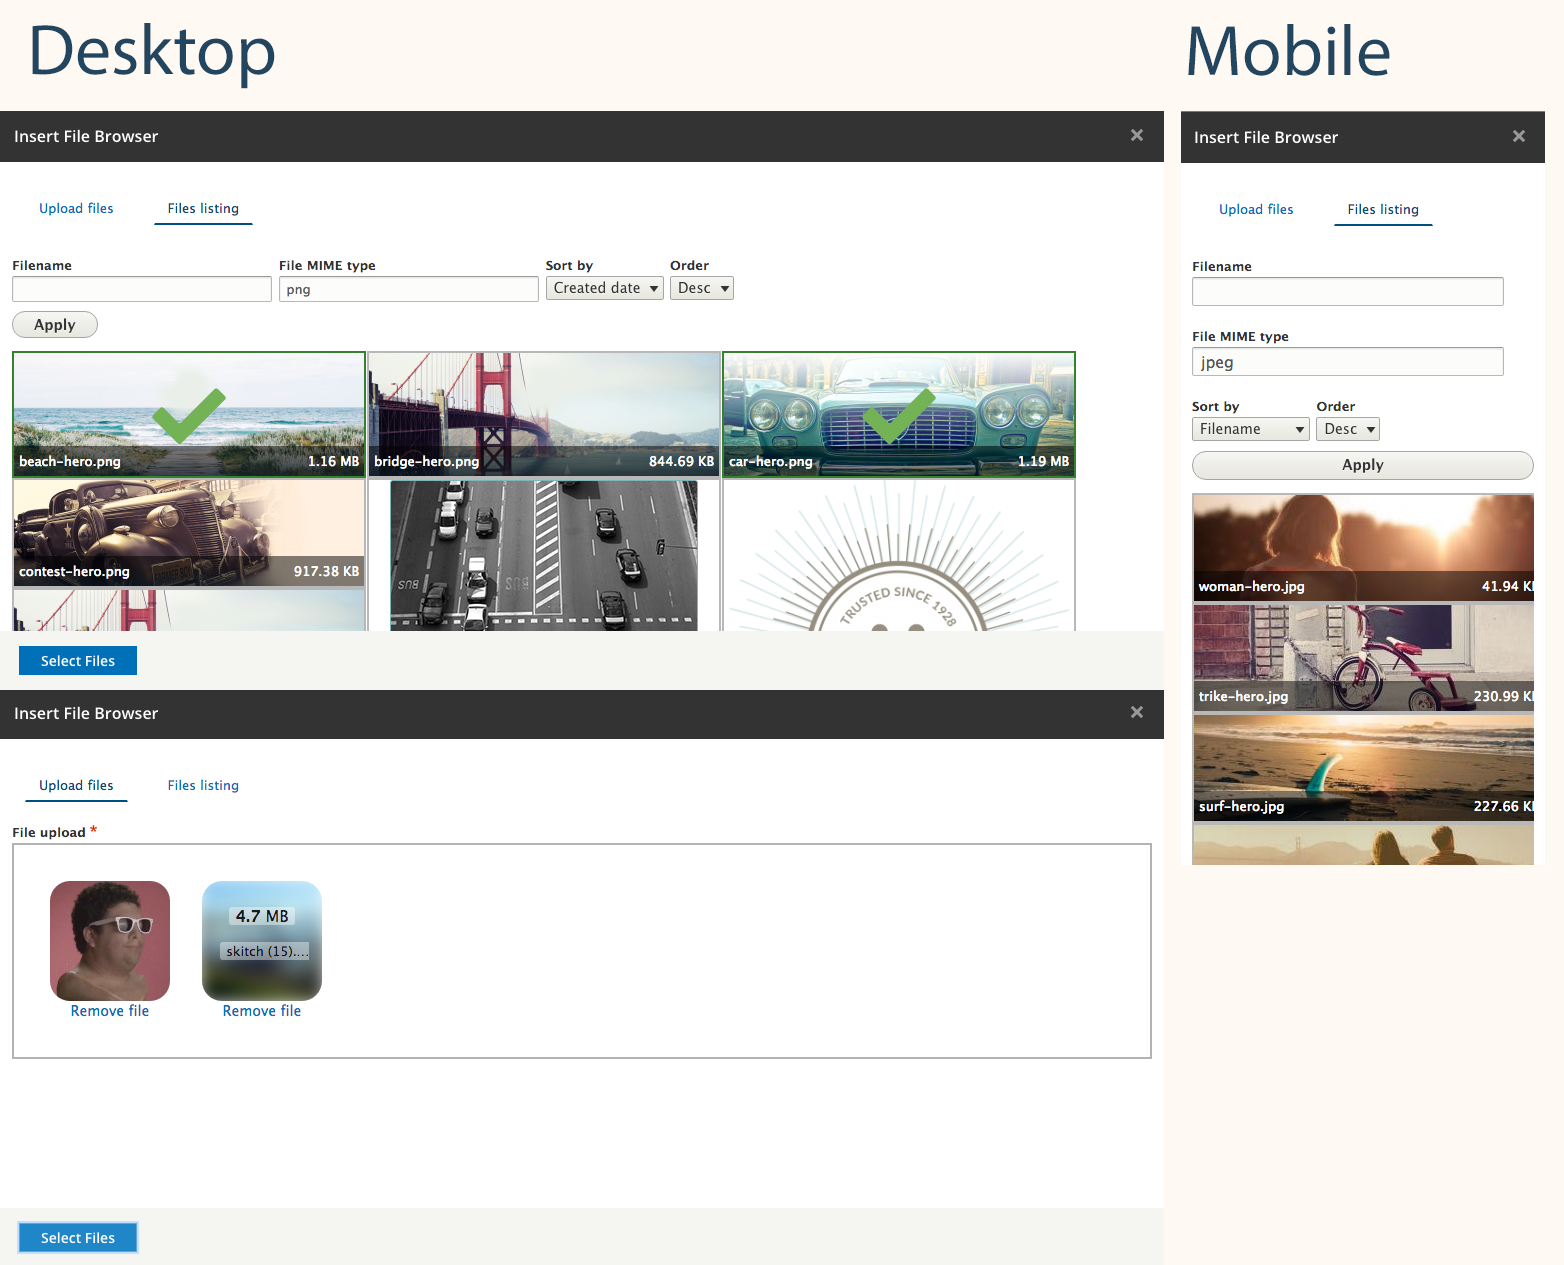 Desktop
Insert File Browser
Upload files Files listing
Filename File MIME type Sort by Order
png Created date Desc
Apply
beach-hero.png 1.16 MB
bridge-hero.png 844.69 KB
car-hero.png 1.19 MB
contest-hero.png 917.38 KB
BUS BUS
TRUSTED SINCE 1928
Select Files
Insert File Browser
Upload files Files listing
File upload *
4.7 MB
skitch (15)....
Remove file Remove file
Select Files
Mobile
Insert File Browser
Upload files Files listing
Filename
File MIME type
jpeg
Sort by Order
Filename Desc
Apply
woman-hero.jpg 41.94
trike-hero.jpg 230.99
surf-hero.jpg 227.66